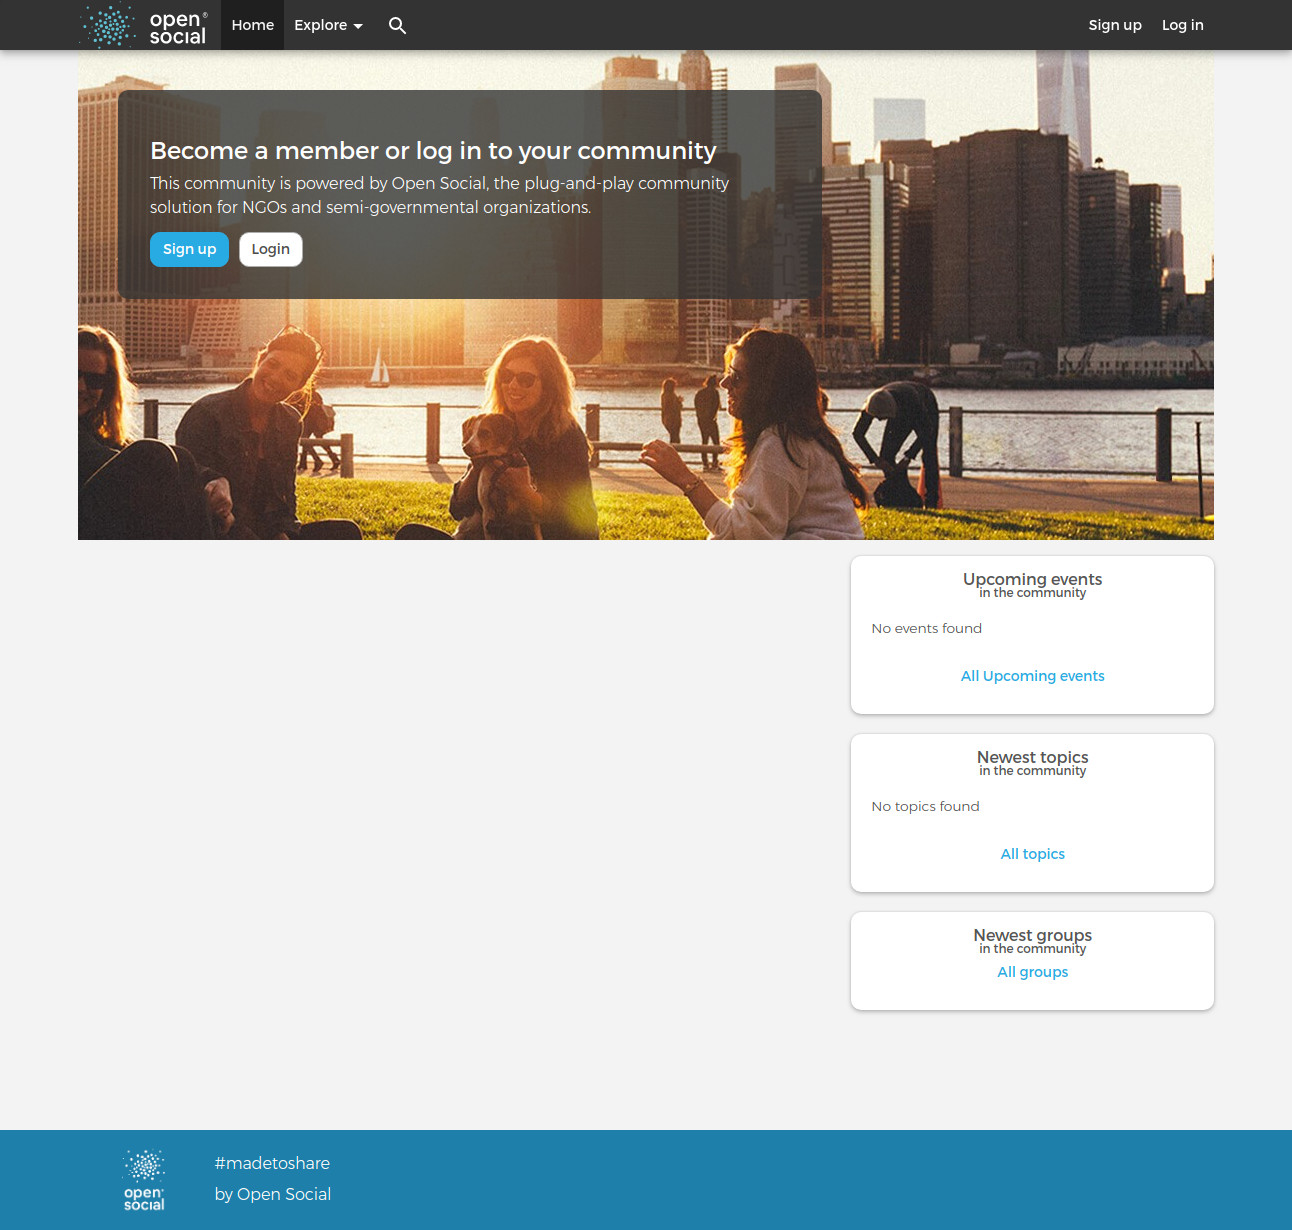 open®
social
Home
Explore
Sign up
Log in
Become a member or log in to your community
This community is powered by Open Social, the plug-and-play community
solution for NGOs and semi-governmental organizations.
Sign up
Login
Upcoming events
in the community
No events found
All Upcoming events
Newest topics
in the community
No topics found
All topics
Newest groups
in the community
All groups
open
social
#madetoshare
by Open Social